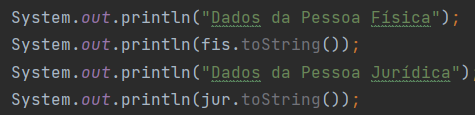 System.out.println("Dados da Pessoa Física");
System.out.println(fis.toString());
System.out.println("Dados da Pessoa Jurídica"),
System.out.println(jur.toString());